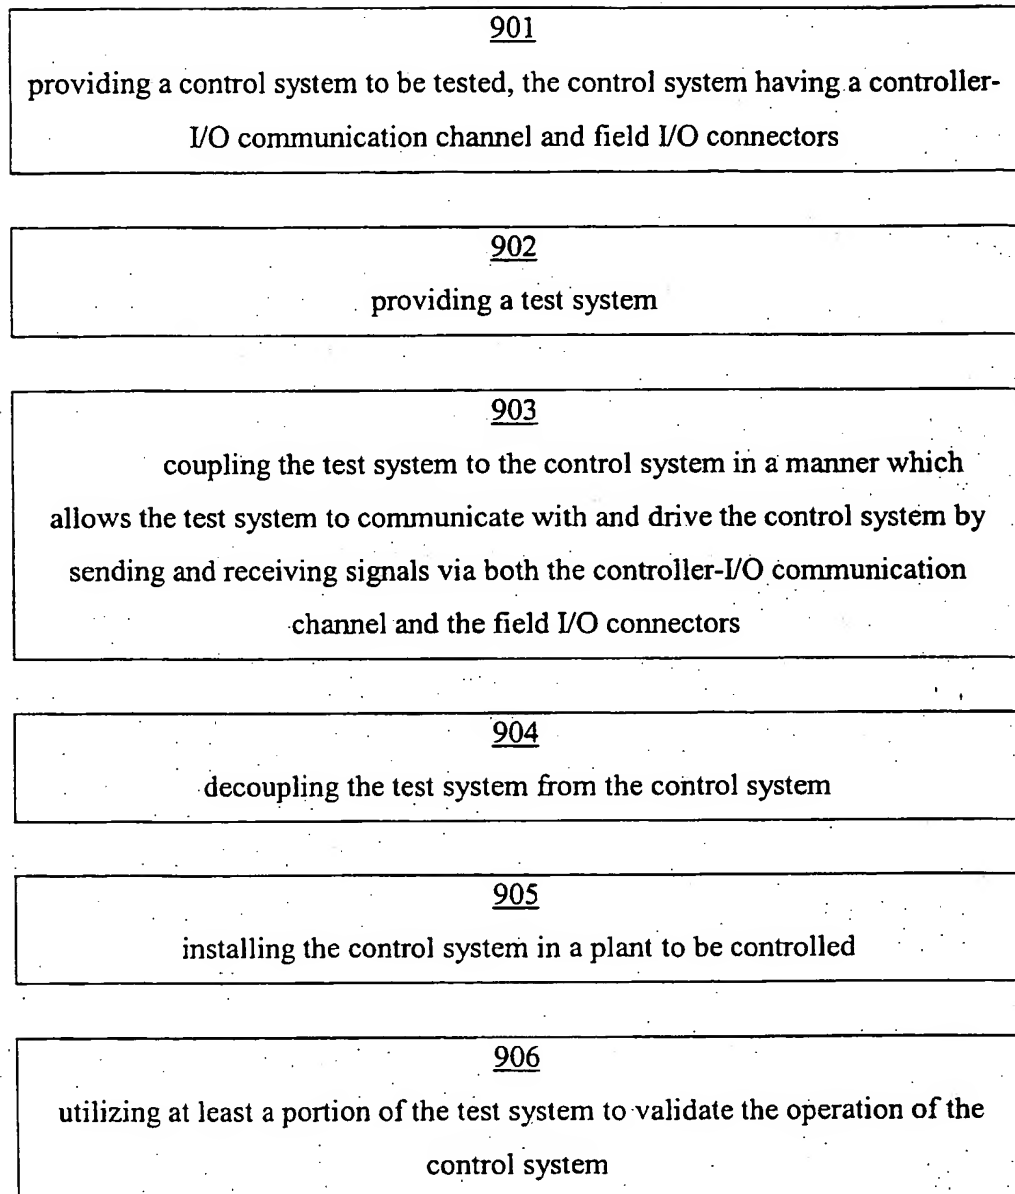 901
providing a control system to be tested, the control system having a controller-
I/O communication channel and field I/O connectors
902
providing a test system
903
coupling the test system to the control system in a manner which
allows the test system to communicate with and drive the control system by
sending and receiving signals via both the controller-I/O communication
channel and the field I/O connectors
904
decoupling the test system from the control system
905
installing the control system in a plant to be controlled
906
utilizing at least a portion of the test system to validate the operation of the
control system